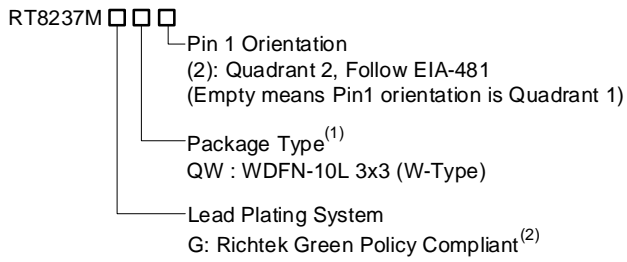 RT8237M □ □ □
Pin 1 Orientation
(2): Quadrant 2, Follow EIA-481
(Empty means Pin1 orientation is Quadrant 1)
Package Type(1)
QW : WDFN-10L 3x3 (W-Type)
Lead Plating System
G: Richtek Green Policy Compliant(2)